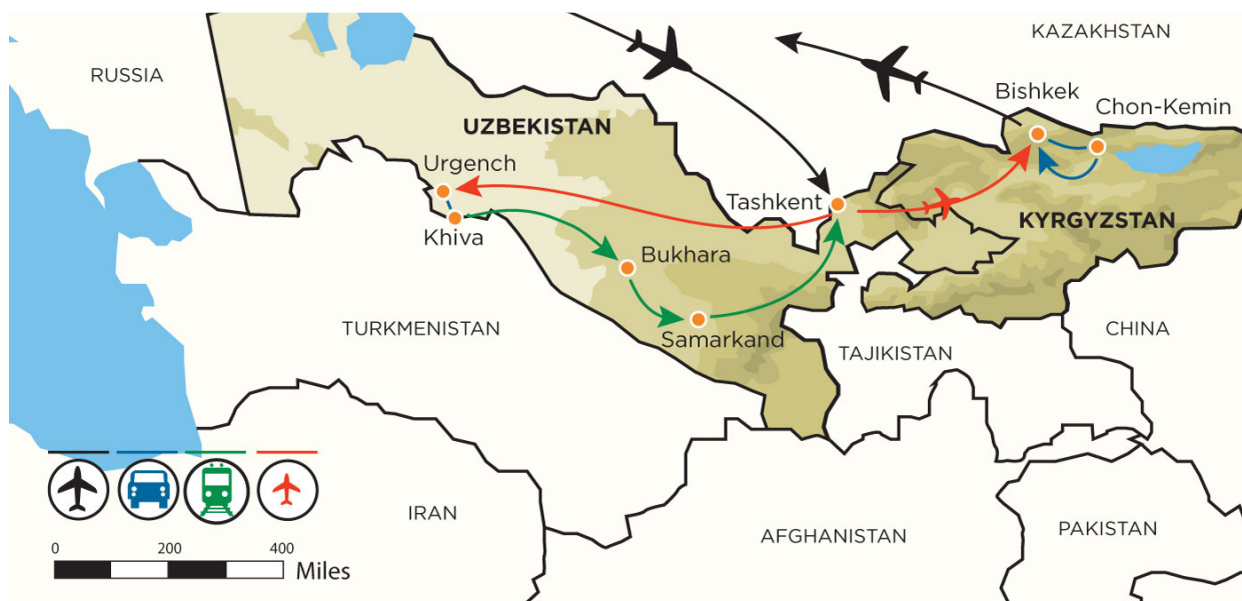 KAZAKHSTAN
RUSSIA
Bishkek
Chon-Kemin
UZBEKISTAN
Urgench
Tashkent
KYRGYZSTAN
Khiva
Bukhara
TURKMENISTAN
Samarkand
CHINA
TAJIKISTAN
IRAN
AFGHANISTAN
PAKISTAN
0 200 400
Miles